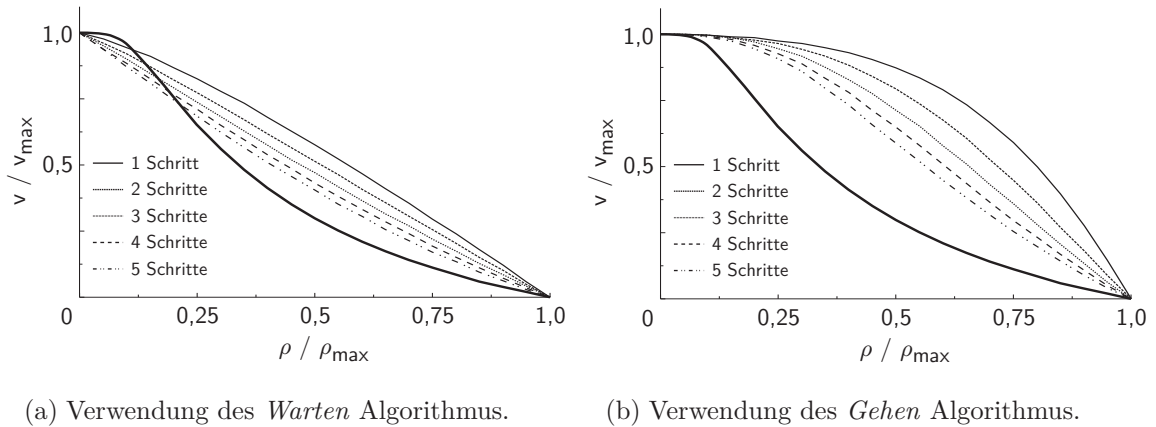 1,0
0,5
v / vmax
1 Schritt
2 Schritte
3 Schritte
4 Schritte
5 Schritte
0
0,25
0,5
0,75
1,0
ρ / ρmax
(a) Verwendung des Warten Algorithmus.
1,0
0,5
v / vmax
1 Schritt
2 Schritte
3 Schritte
4 Schritte
5 Schritte
0
0,25
0,5
0,75
1,0
ρ / ρmax
(b) Verwendung des Gehen Algorithmus.